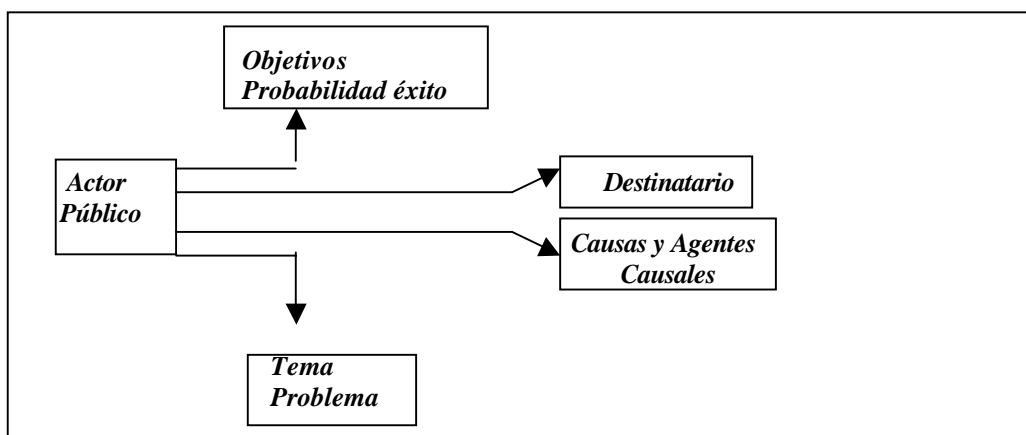 Objetivos
Probabilidad éxito
Actor
Público
Destinatario
Causas y Agentes
Causales
Tema
Problema